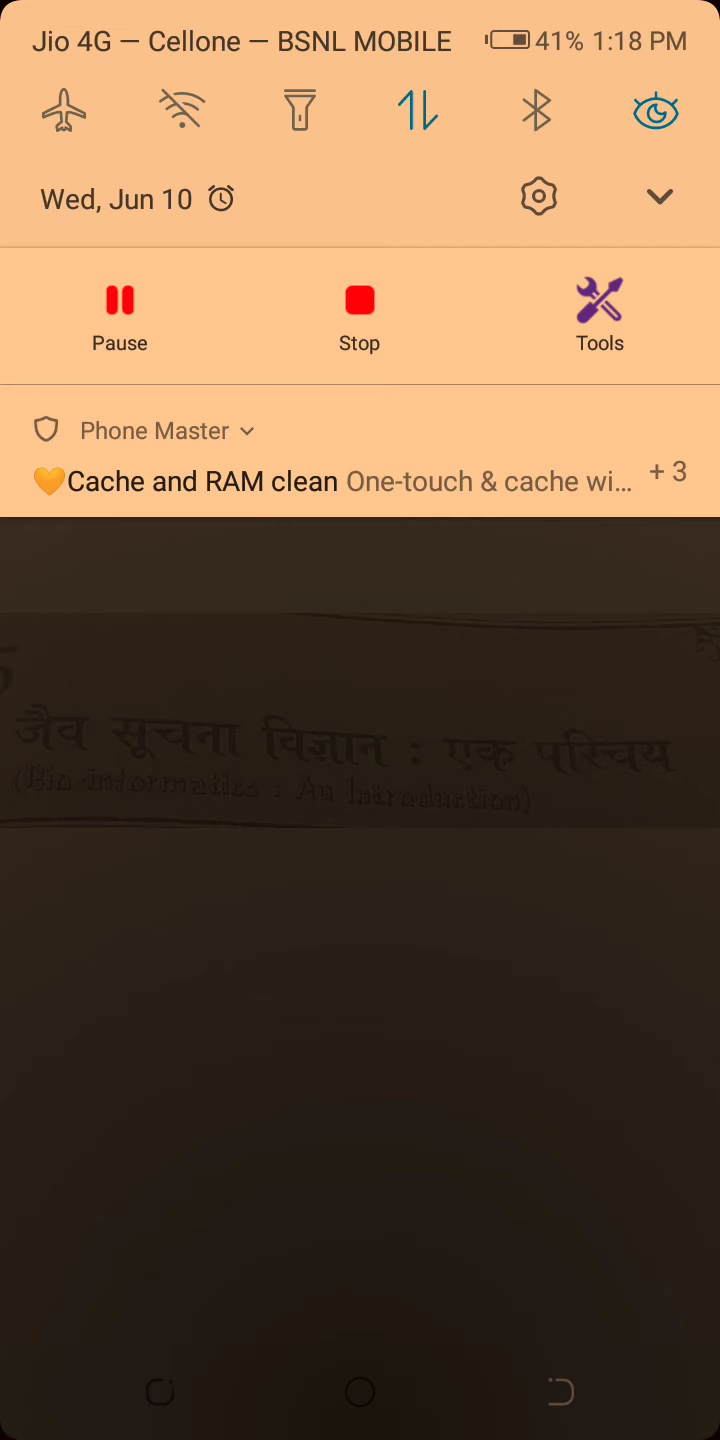 Jio 4G — Cellone — BSNL MOBILE 41% 1:18 PM
Wed, Jun 10
Pause Stop Tools
Phone Master
🧡Cache and RAM clean One-touch & cache wi... + 3
5
जैव सूचना विज्ञान : एक परिचय
(Bio-informatics : An Introduction)